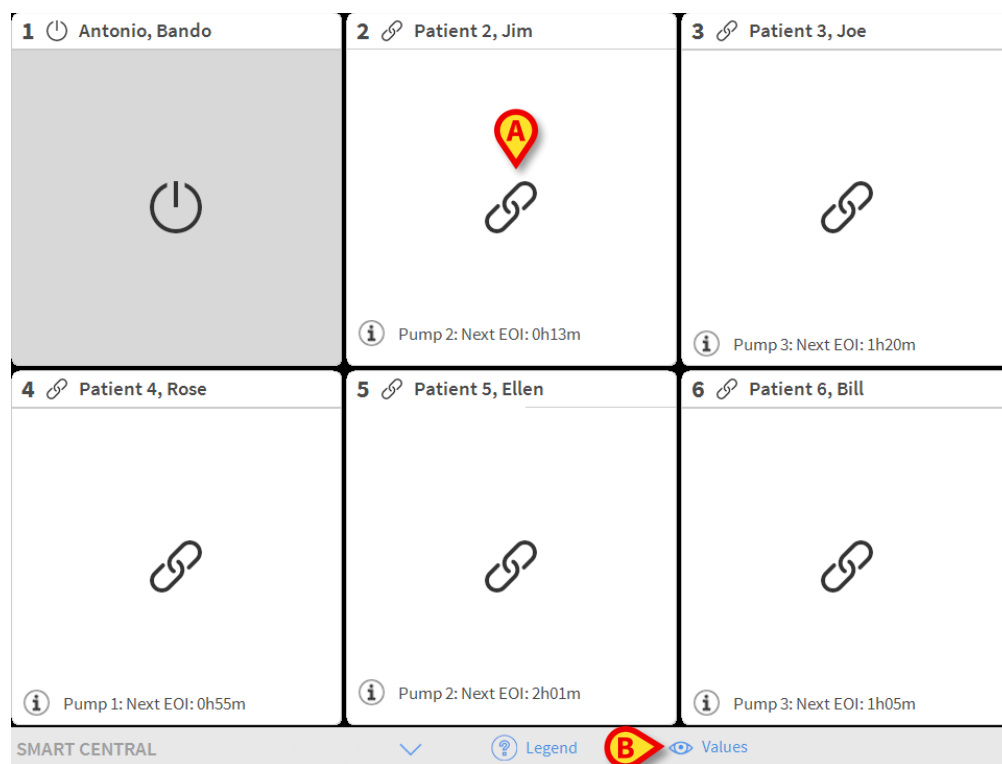 1 Antonio, Bando
2 Patient 2, Jim
3 Patient 3, Joe
A
Pump 2: Next EOI: 0h13m
Pump 3: Next EOI: 1h20m
4 Patient 4, Rose
5 Patient 5, Ellen
6 Patient 6, Bill
Pump 1: Next EOI: 0h55m
Pump 2: Next EOI: 2h01m
Pump 3: Next EOI: 1h05m
SMART CENTRAL
? Legend
B
Values